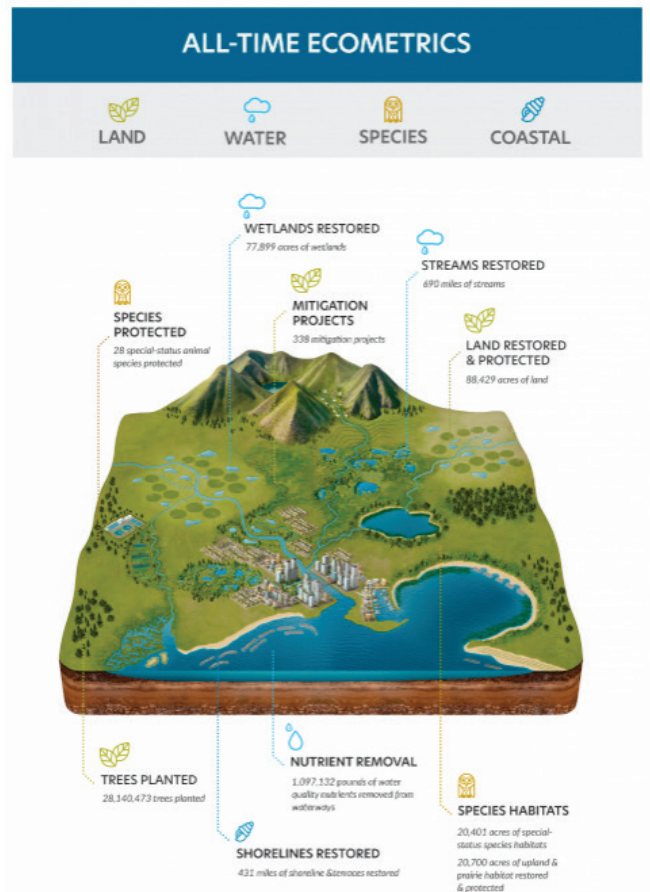 ALL-TIME ECOMETRICS
LAND
WATER
SPECIES
COASTAL
WETLANDS RESTORED
77,899 acres of wetlands
STREAMS RESTORED
690 miles of streams
MITIGATION
PROJECTS
338 mitigation projects
SPECIES
PROTECTED
28 special-status animal
species protected
LAND RESTORED
& PROTECTED
88,429 acres of land
TREES PLANTED
28,140,473 trees planted
NUTRIENT REMOVAL
1,097,132 pounds of water
quality nutrients removed from
waterways
SHORELINES RESTORED
431 miles of shoreline & terraces restored
SPECIES HABITATS
20,401 acres of special-
status species habitats
20,700 acres of upland &
prairie habitat restored
& protected